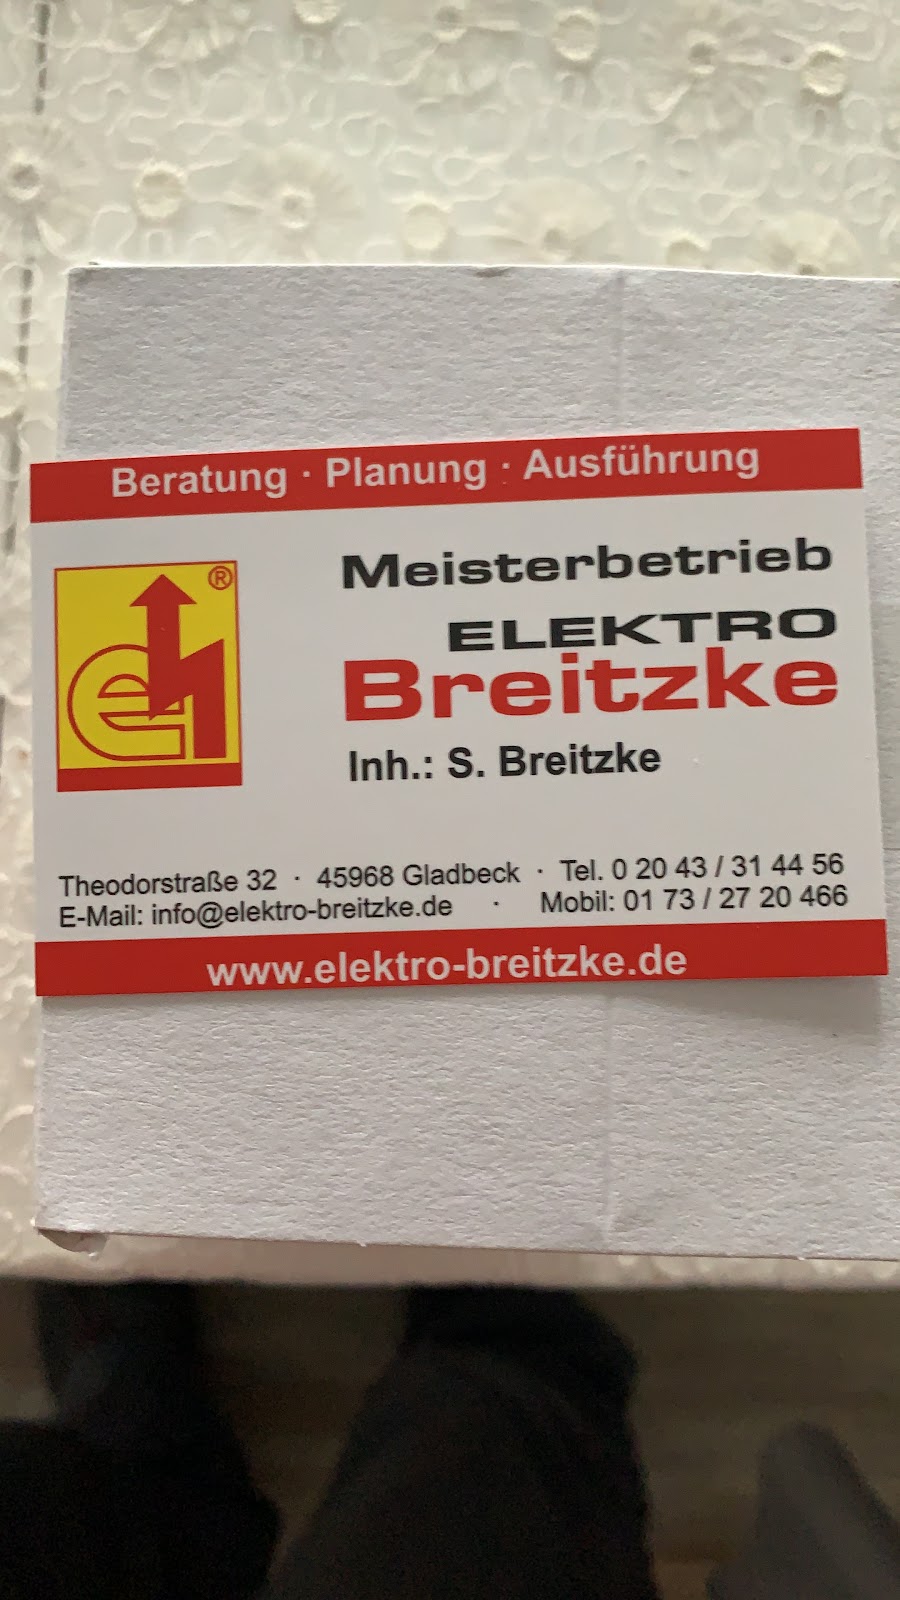 Beratung · Planung · Ausführung
e
®
Meisterbetrieb
ELEKTRO
Breitzke
Inh.: S. Breitzke
Theodorstraße 32 · 45968 Gladbeck · Tel. 0 20 43 / 31 44 56
E-Mail: info@elektro-breitzke.de · Mobil: 01 73 / 27 20 466
www.elektro-breitzke.de